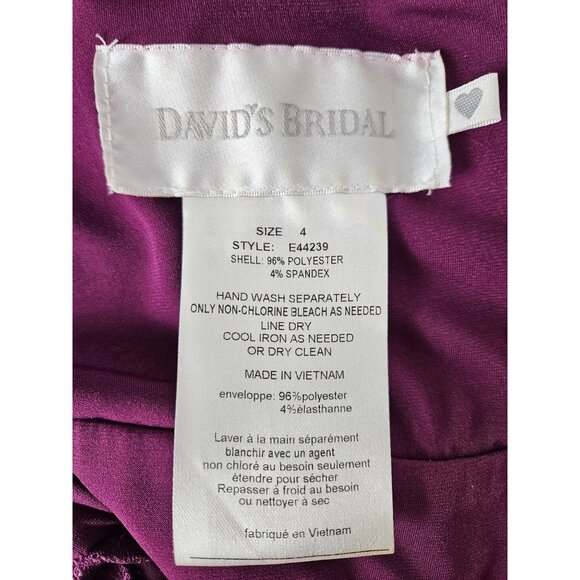 DAVID'S BRIDAL
SIZE 4
STYLE: E44239
SHELL: 96% POLYESTER
4% SPANDEX
HAND WASH SEPARATELY
ONLY NON-CHLORINE BLEACH AS NEEDED
LINE DRY
COOL IRON AS NEEDED
OR DRY CLEAN
MADE IN VIETNAM
enveloppe: 96%polyester
4%élasthanne
Laver à la main séparément
blanchir avec un agent
non chloré au besoin seulement
étendre pour sécher
Repasser à froid au besoin
ou nettoyer à sec
fabriqué en Vietnam